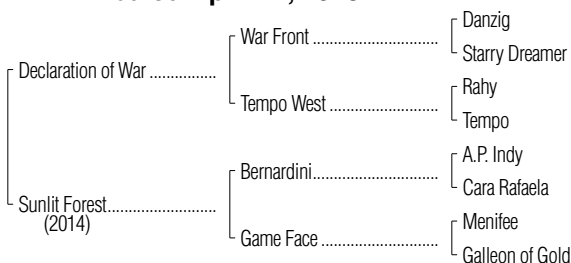 Danzig
War Front
Starry Dreamer
Declaration of War
Rahy
Tempo West
Tempo
A.P. Indy
Bernardini
Cara Rafaela
Sunlit Forest
(2014)
Menifee
Game Face
Galleon of Gold